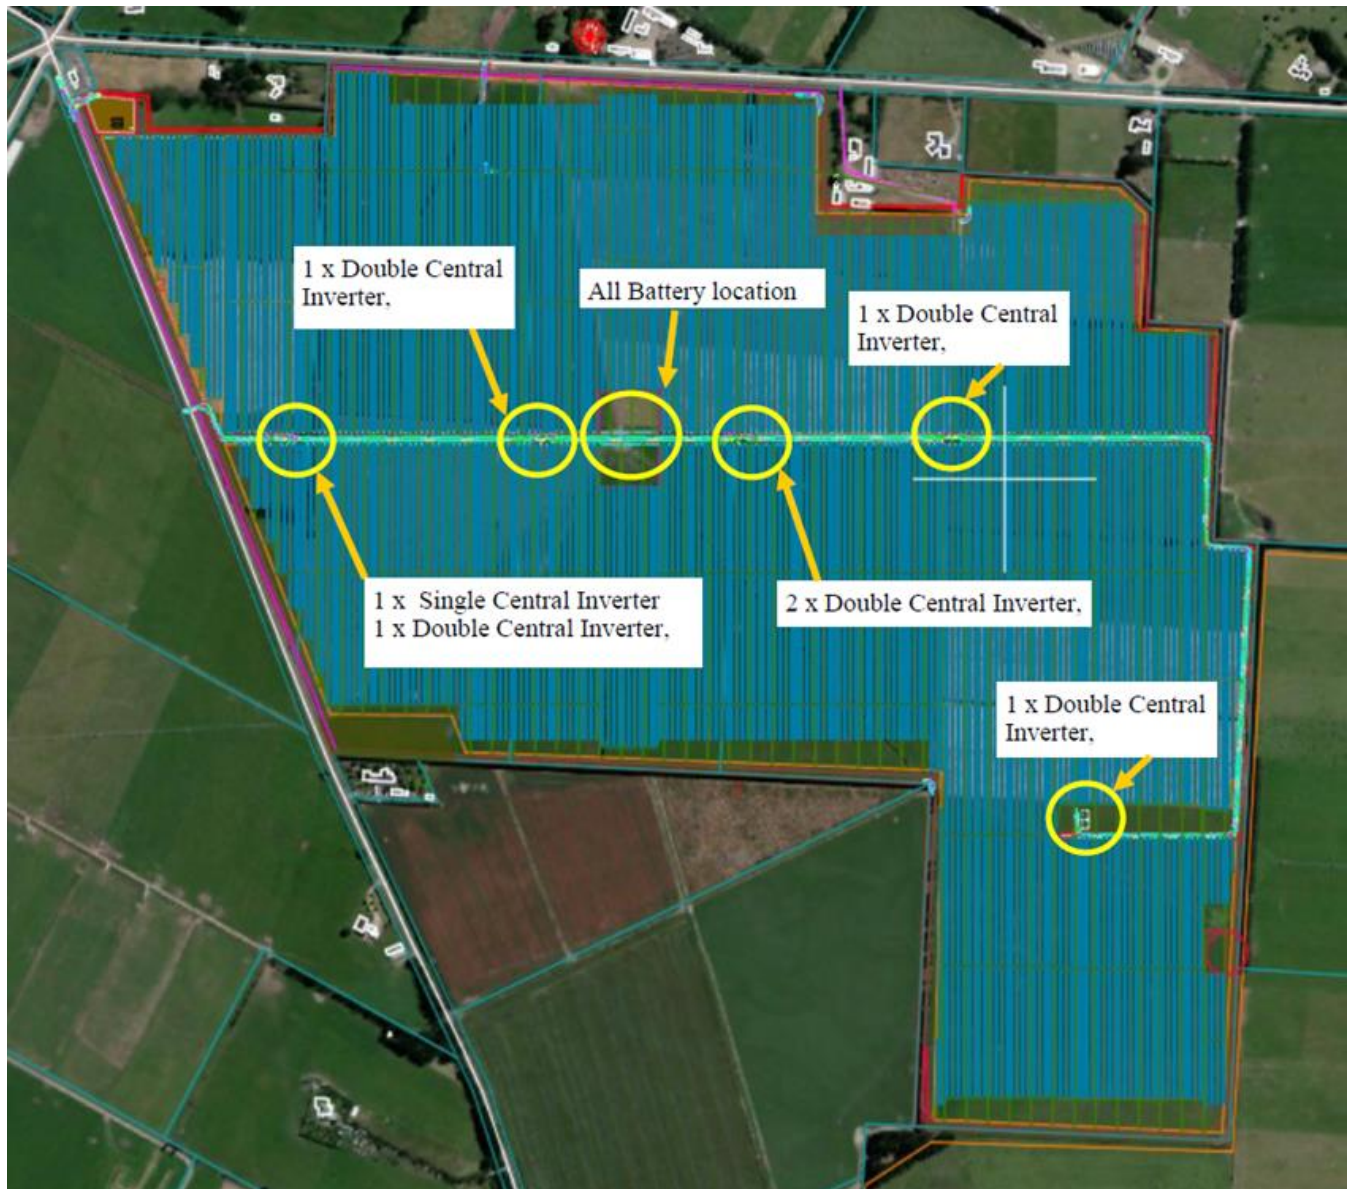 1 x Double Central
Inverter,
All Battery location
1 x Double Central
Inverter,
1 x  Single Central Inverter
1 x Double Central Inverter,
2 x Double Central Inverter,
1 x Double Central
Inverter,